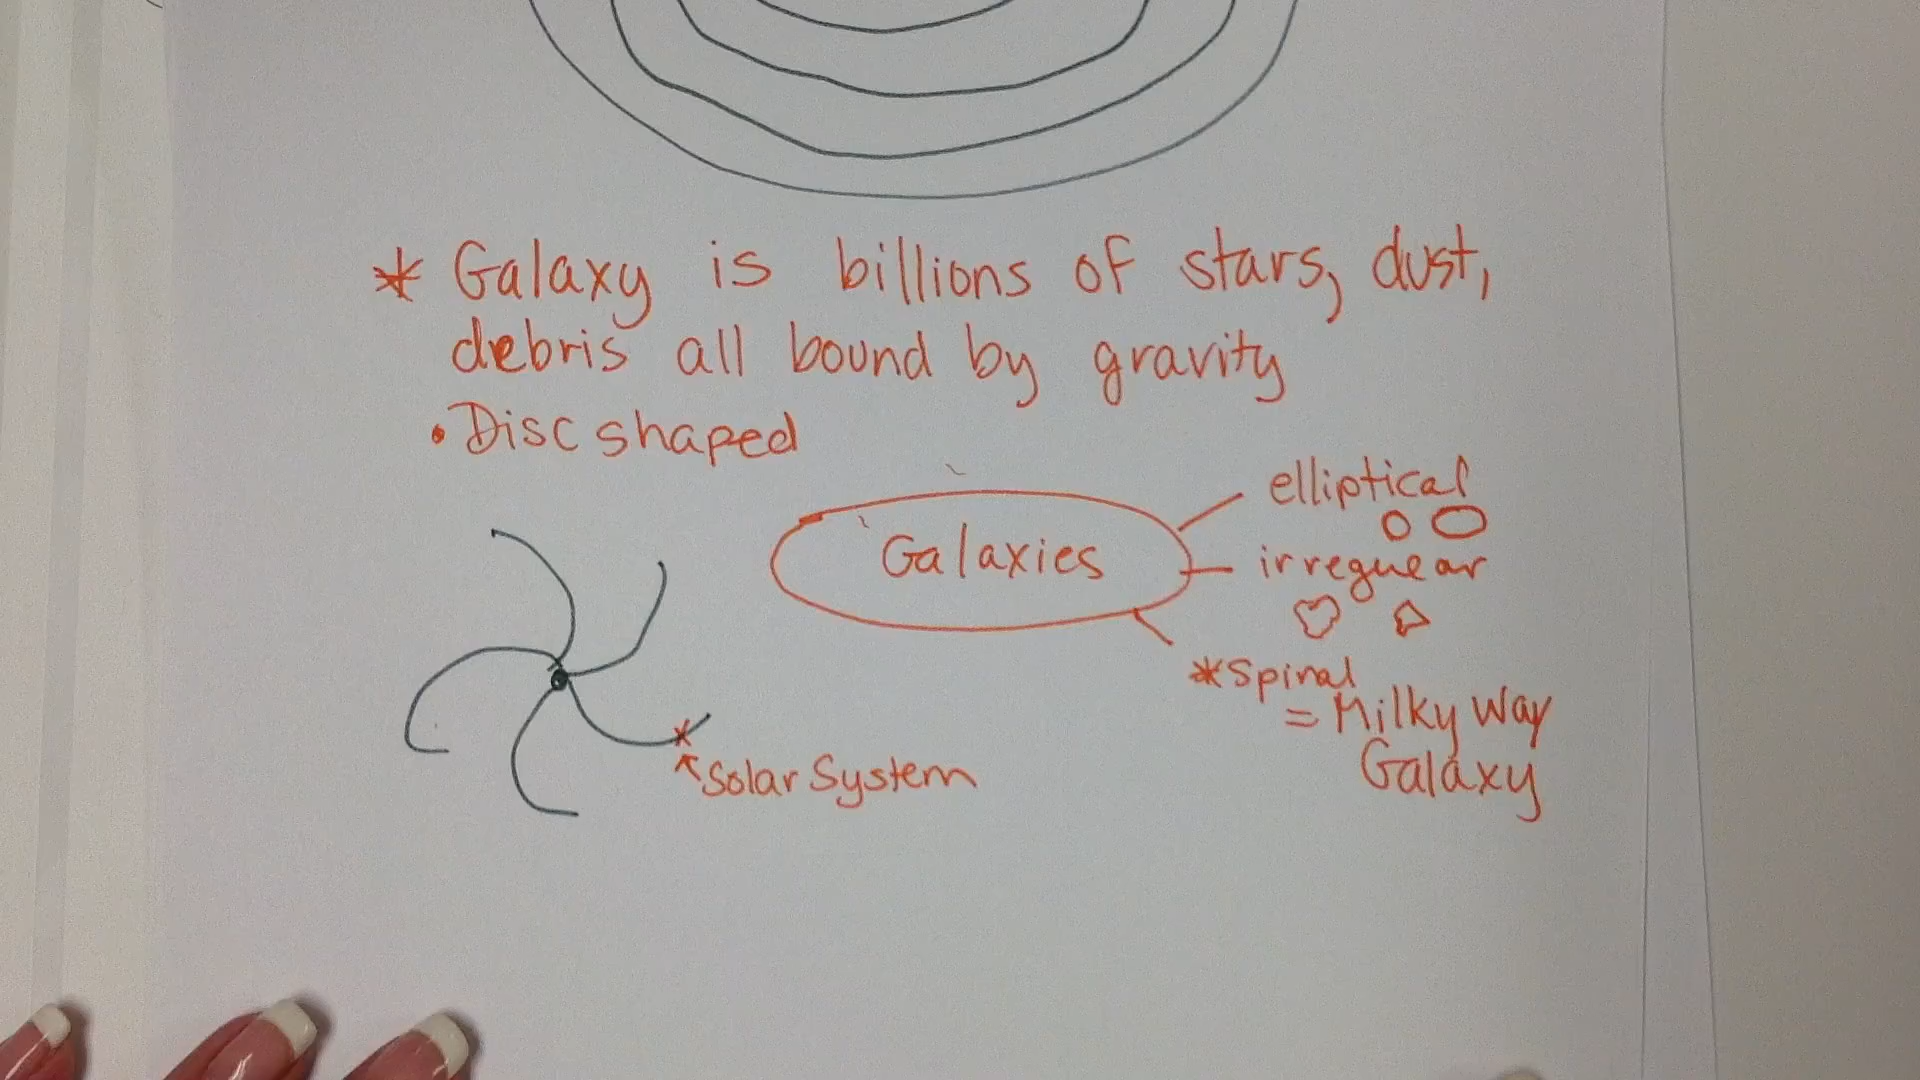 * Galaxy is billions of stars, dust,
debris all bound by gravity
• Disc shaped
Galaxies
elliptical
irreguear
*Spinal
= Milky Way
Galaxy
Solar System